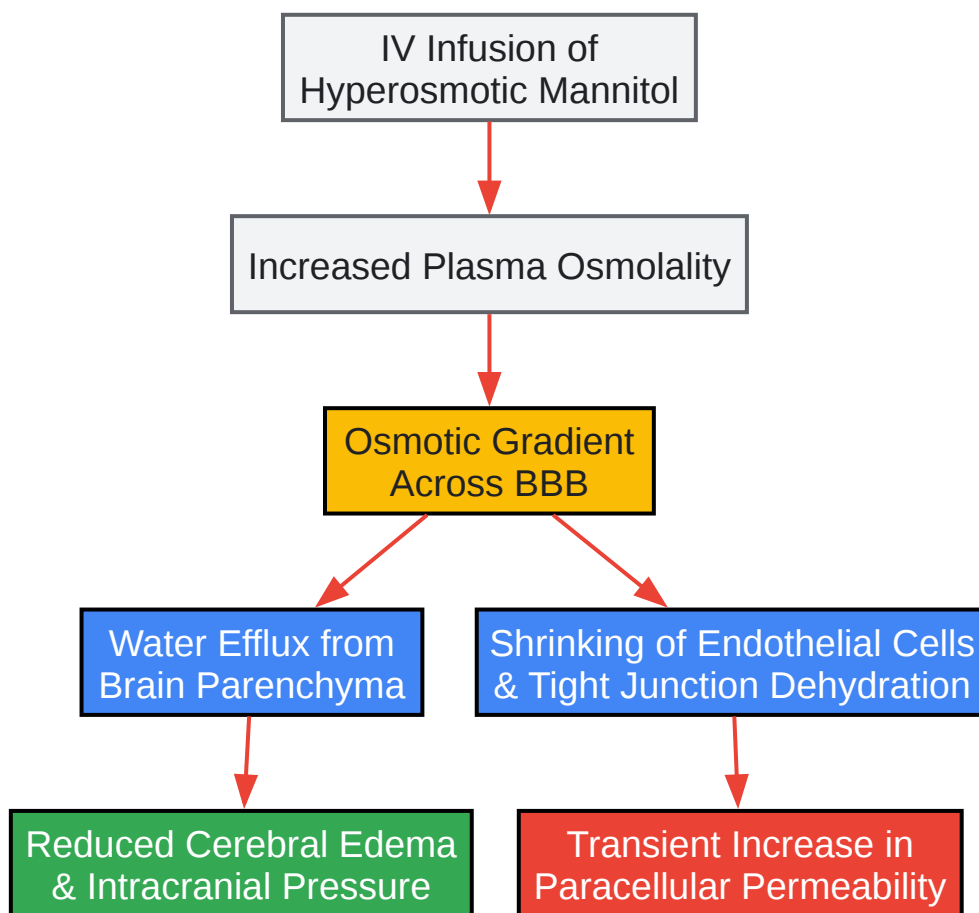 IV Infusion of
Hyperosmotic Mannitol
Increased Plasma Osmolality
Osmotic Gradient
Across BBB
Water Efflux from
Brain Parenchyma
Shrinking of Endothelial Cells
& Tight Junction Dehydration
Reduced Cerebral Edema
& Intracranial Pressure
Transient Increase in
Paracellular Permeability